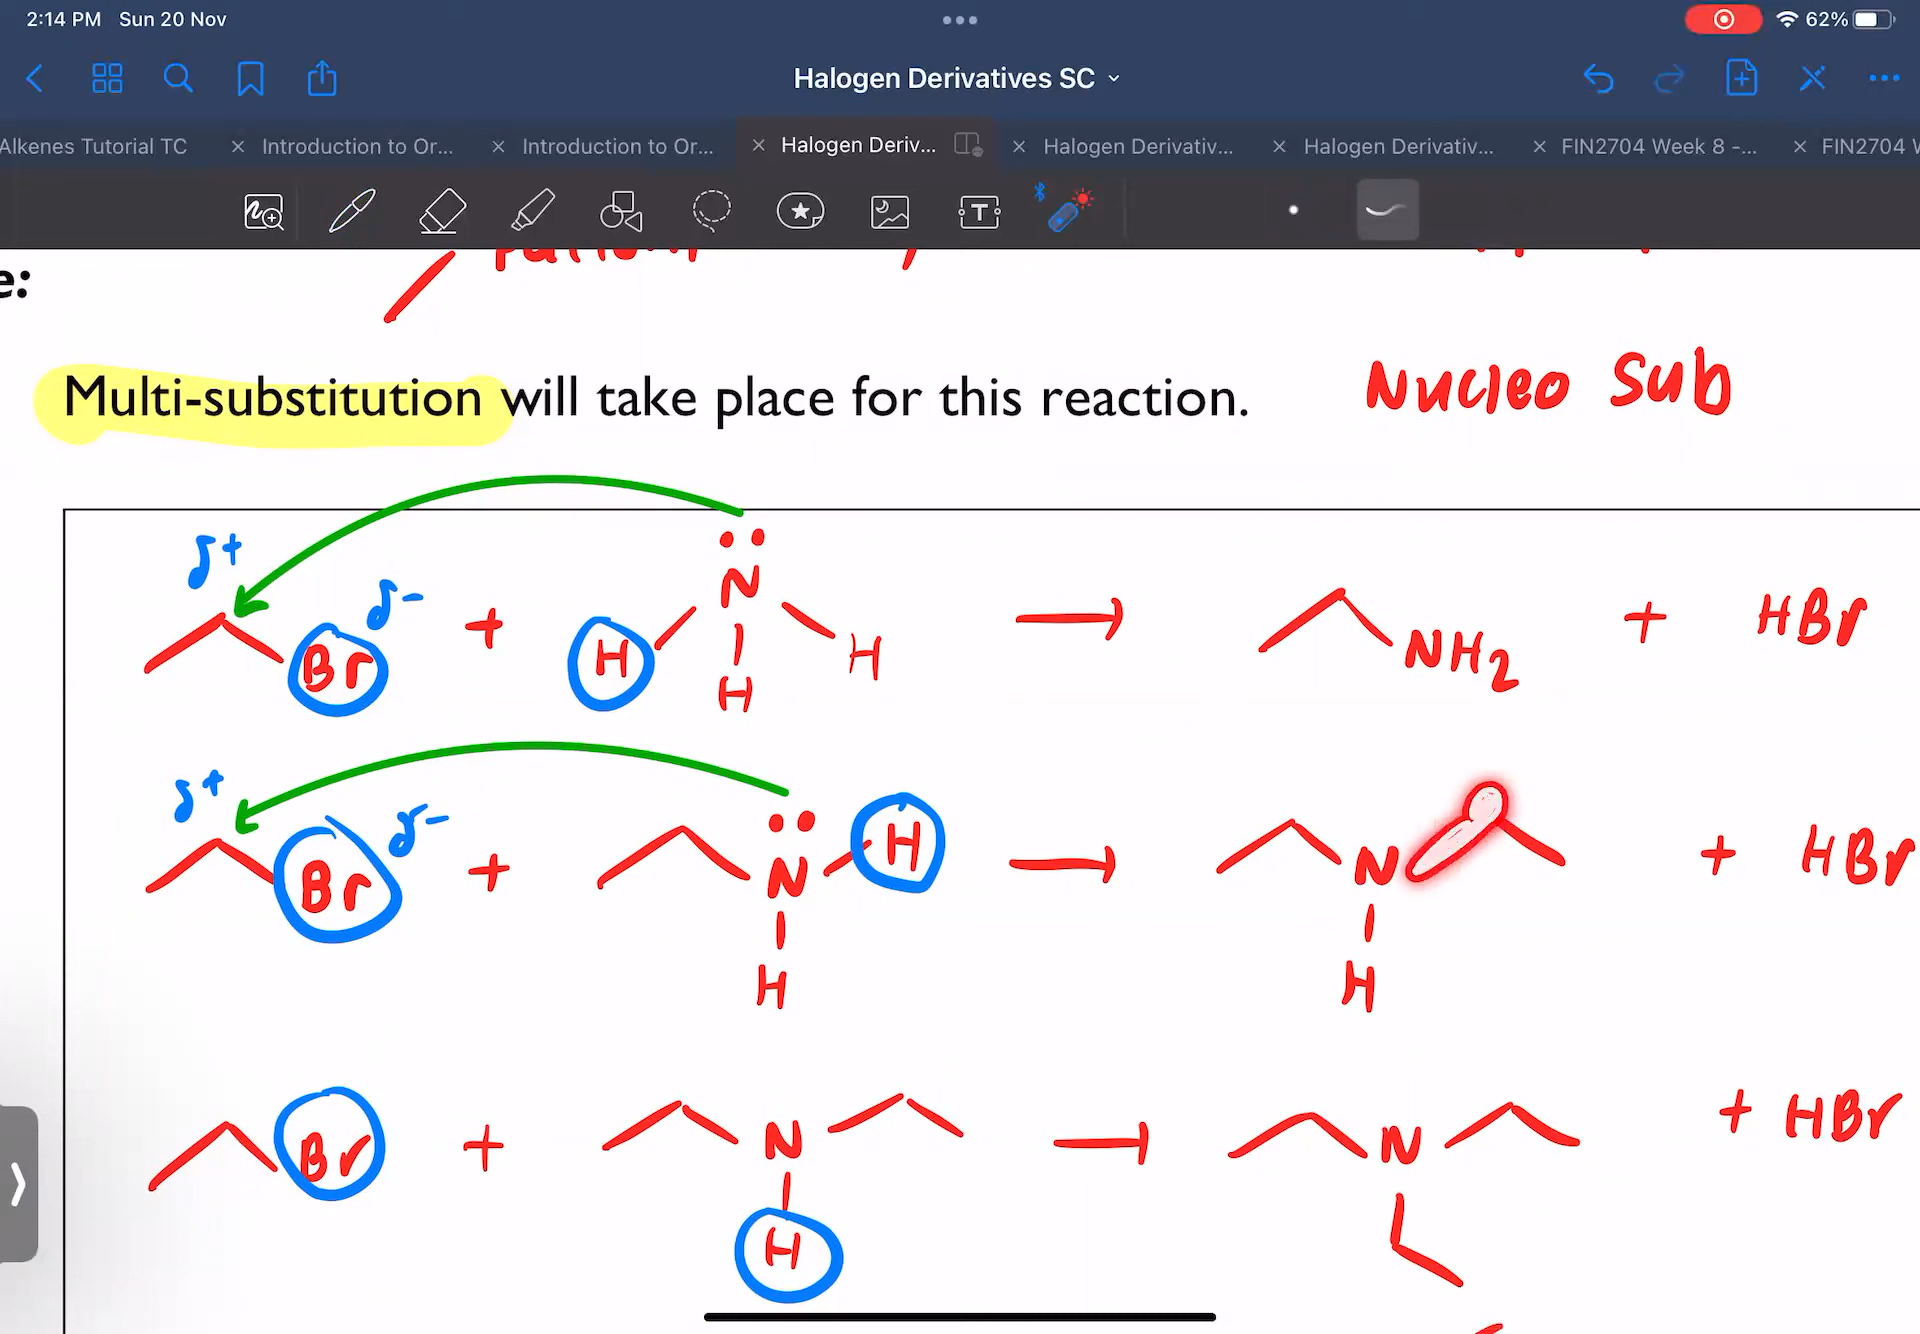 2:14 PM Sun 20 Nov
62%
Halogen Derivatives SC
Alkenes Tutorial TC
Introduction to Or...
Introduction to Or...
Halogen Deriv...
Halogen Derivativ...
Halogen Derivativ...
FIN2704 Week 8 -...
FIN2704
e:
Multi-substitution will take place for this reaction.
Nucleo Sub
δ+ Br δ- + H N H H → NH2 + HBr
δ+ Br δ- + N H H → N H + HBr
Br + N H → N + HBr